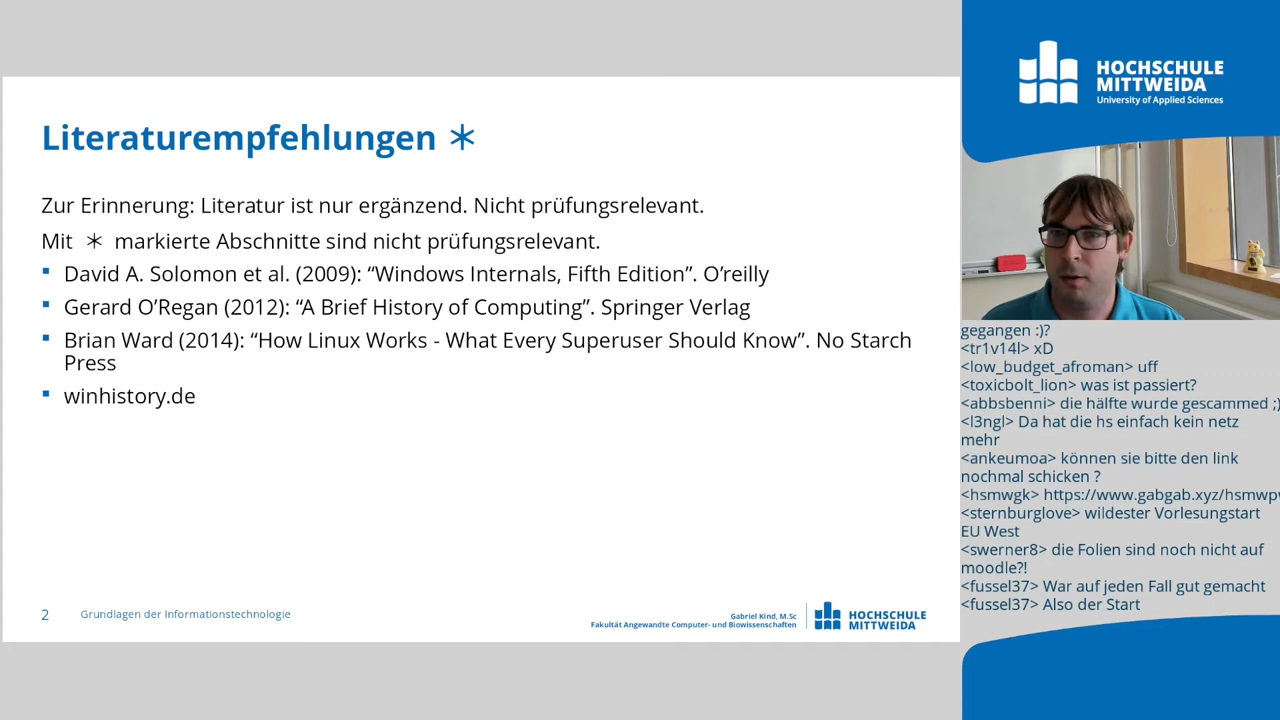 Literaturempfehlungen *
Zur Erinnerung: Literatur ist nur ergänzend. Nicht prüfungsrelevant.
Mit * markierte Abschnitte sind nicht prüfungsrelevant.
David A. Solomon et al. (2009): “Windows Internals, Fifth Edition”. O’reilly
Gerard O’Regan (2012): “A Brief History of Computing”. Springer Verlag
Brian Ward (2014): “How Linux Works - What Every Superuser Should Know”. No Starch
Press
winhistory.de
2
Grundlagen der Informationstechnologie
Gabriel Kind, M.Sc
Fakultät Angewandte Computer- und Biowissenschaften
HOCHSCHULE
MITTWEIDA
HOCHSCHULE
MITTWEIDA
University of Applied Sciences
gegangen :)?
<tr1v14l> xD
<low_budget_afroman> uff
<toxicbolt_lion> was ist passiert?
<abbsbenni> die hälfte wurde gescammed ;)
<l3ngl> Da hat die hs einfach kein netz
mehr
<ankeumoa> können sie bitte den link
nochmal schicken ?
<hsmwgk> https://www.gabgab.xyz/hsmwp
<sternburglove> wildester Vorlesungstart
EU West
<swerner8> die Folien sind noch nicht auf
moodle?!
<fussel37> War auf jeden Fall gut gemacht
<fussel37> Also der Start